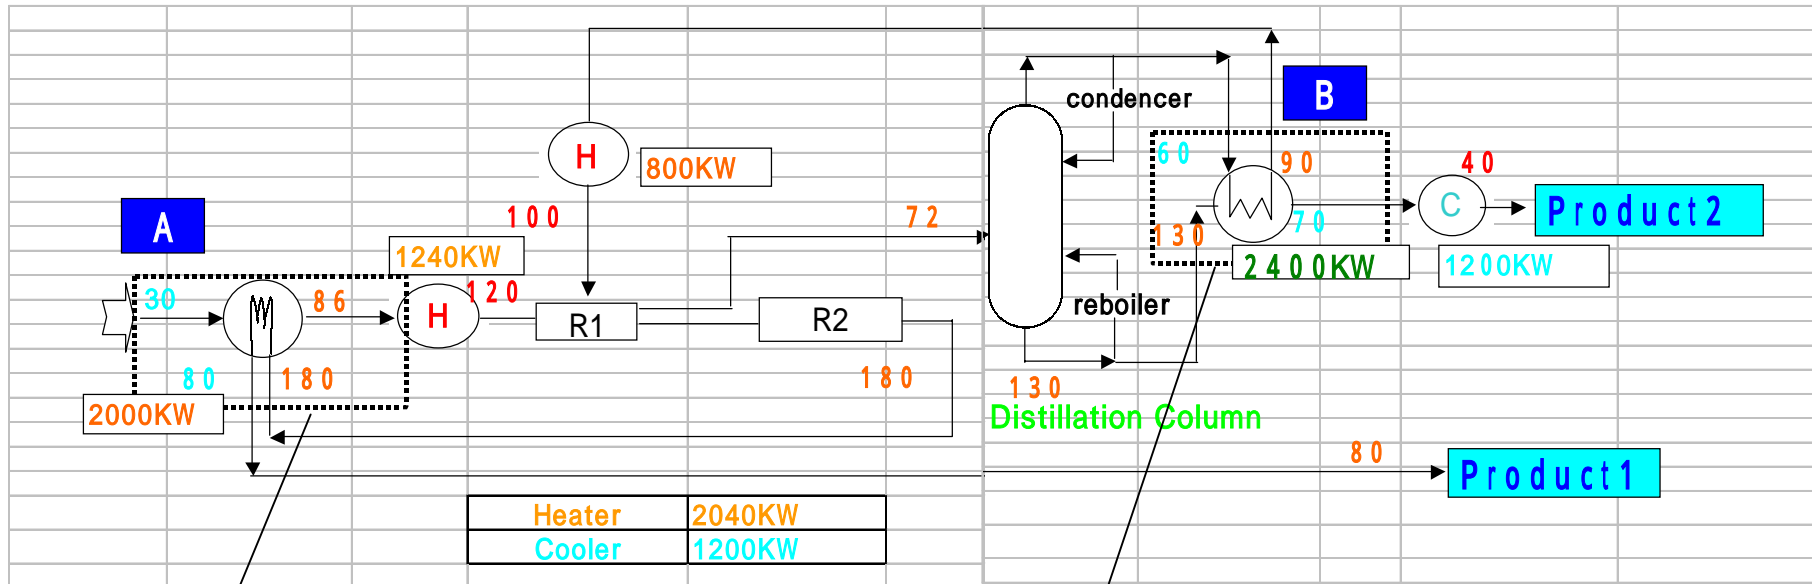 condencer
B
60
90
40
H
800KW
A
100
72
C
Product2
130
70
1240KW
2400KW
1200KW
30
86
120
H
R1
R2
reboiler
80
180
180
130
2000KW
Distillation Column
80
Product1
Heater 2040KW
Cooler 1200KW